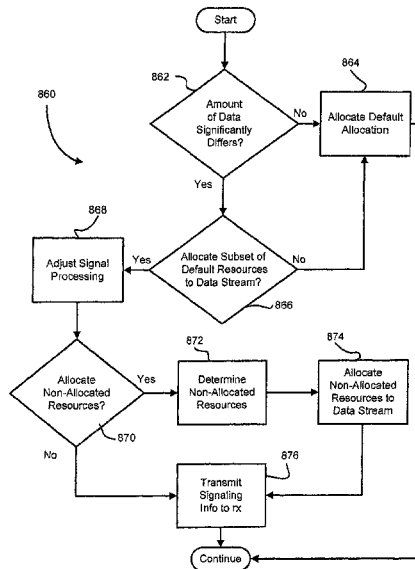 Start
862
864
860
Amount
of Data
Significantly
Differs?
No
Allocate Default
Allocation
Yes
868
Adjust Signal
Processing
Yes
Allocate Subset of
Default Resources
to Data Stream?
No
866
872
874
Allocate
Non-Allocated
Resources?
Yes
Determine
Non-Allocated
Resources
Allocate
Non-Allocated
Resources to
Data Stream
870
No
876
Transmit
Signaling
Info to rx
Continue